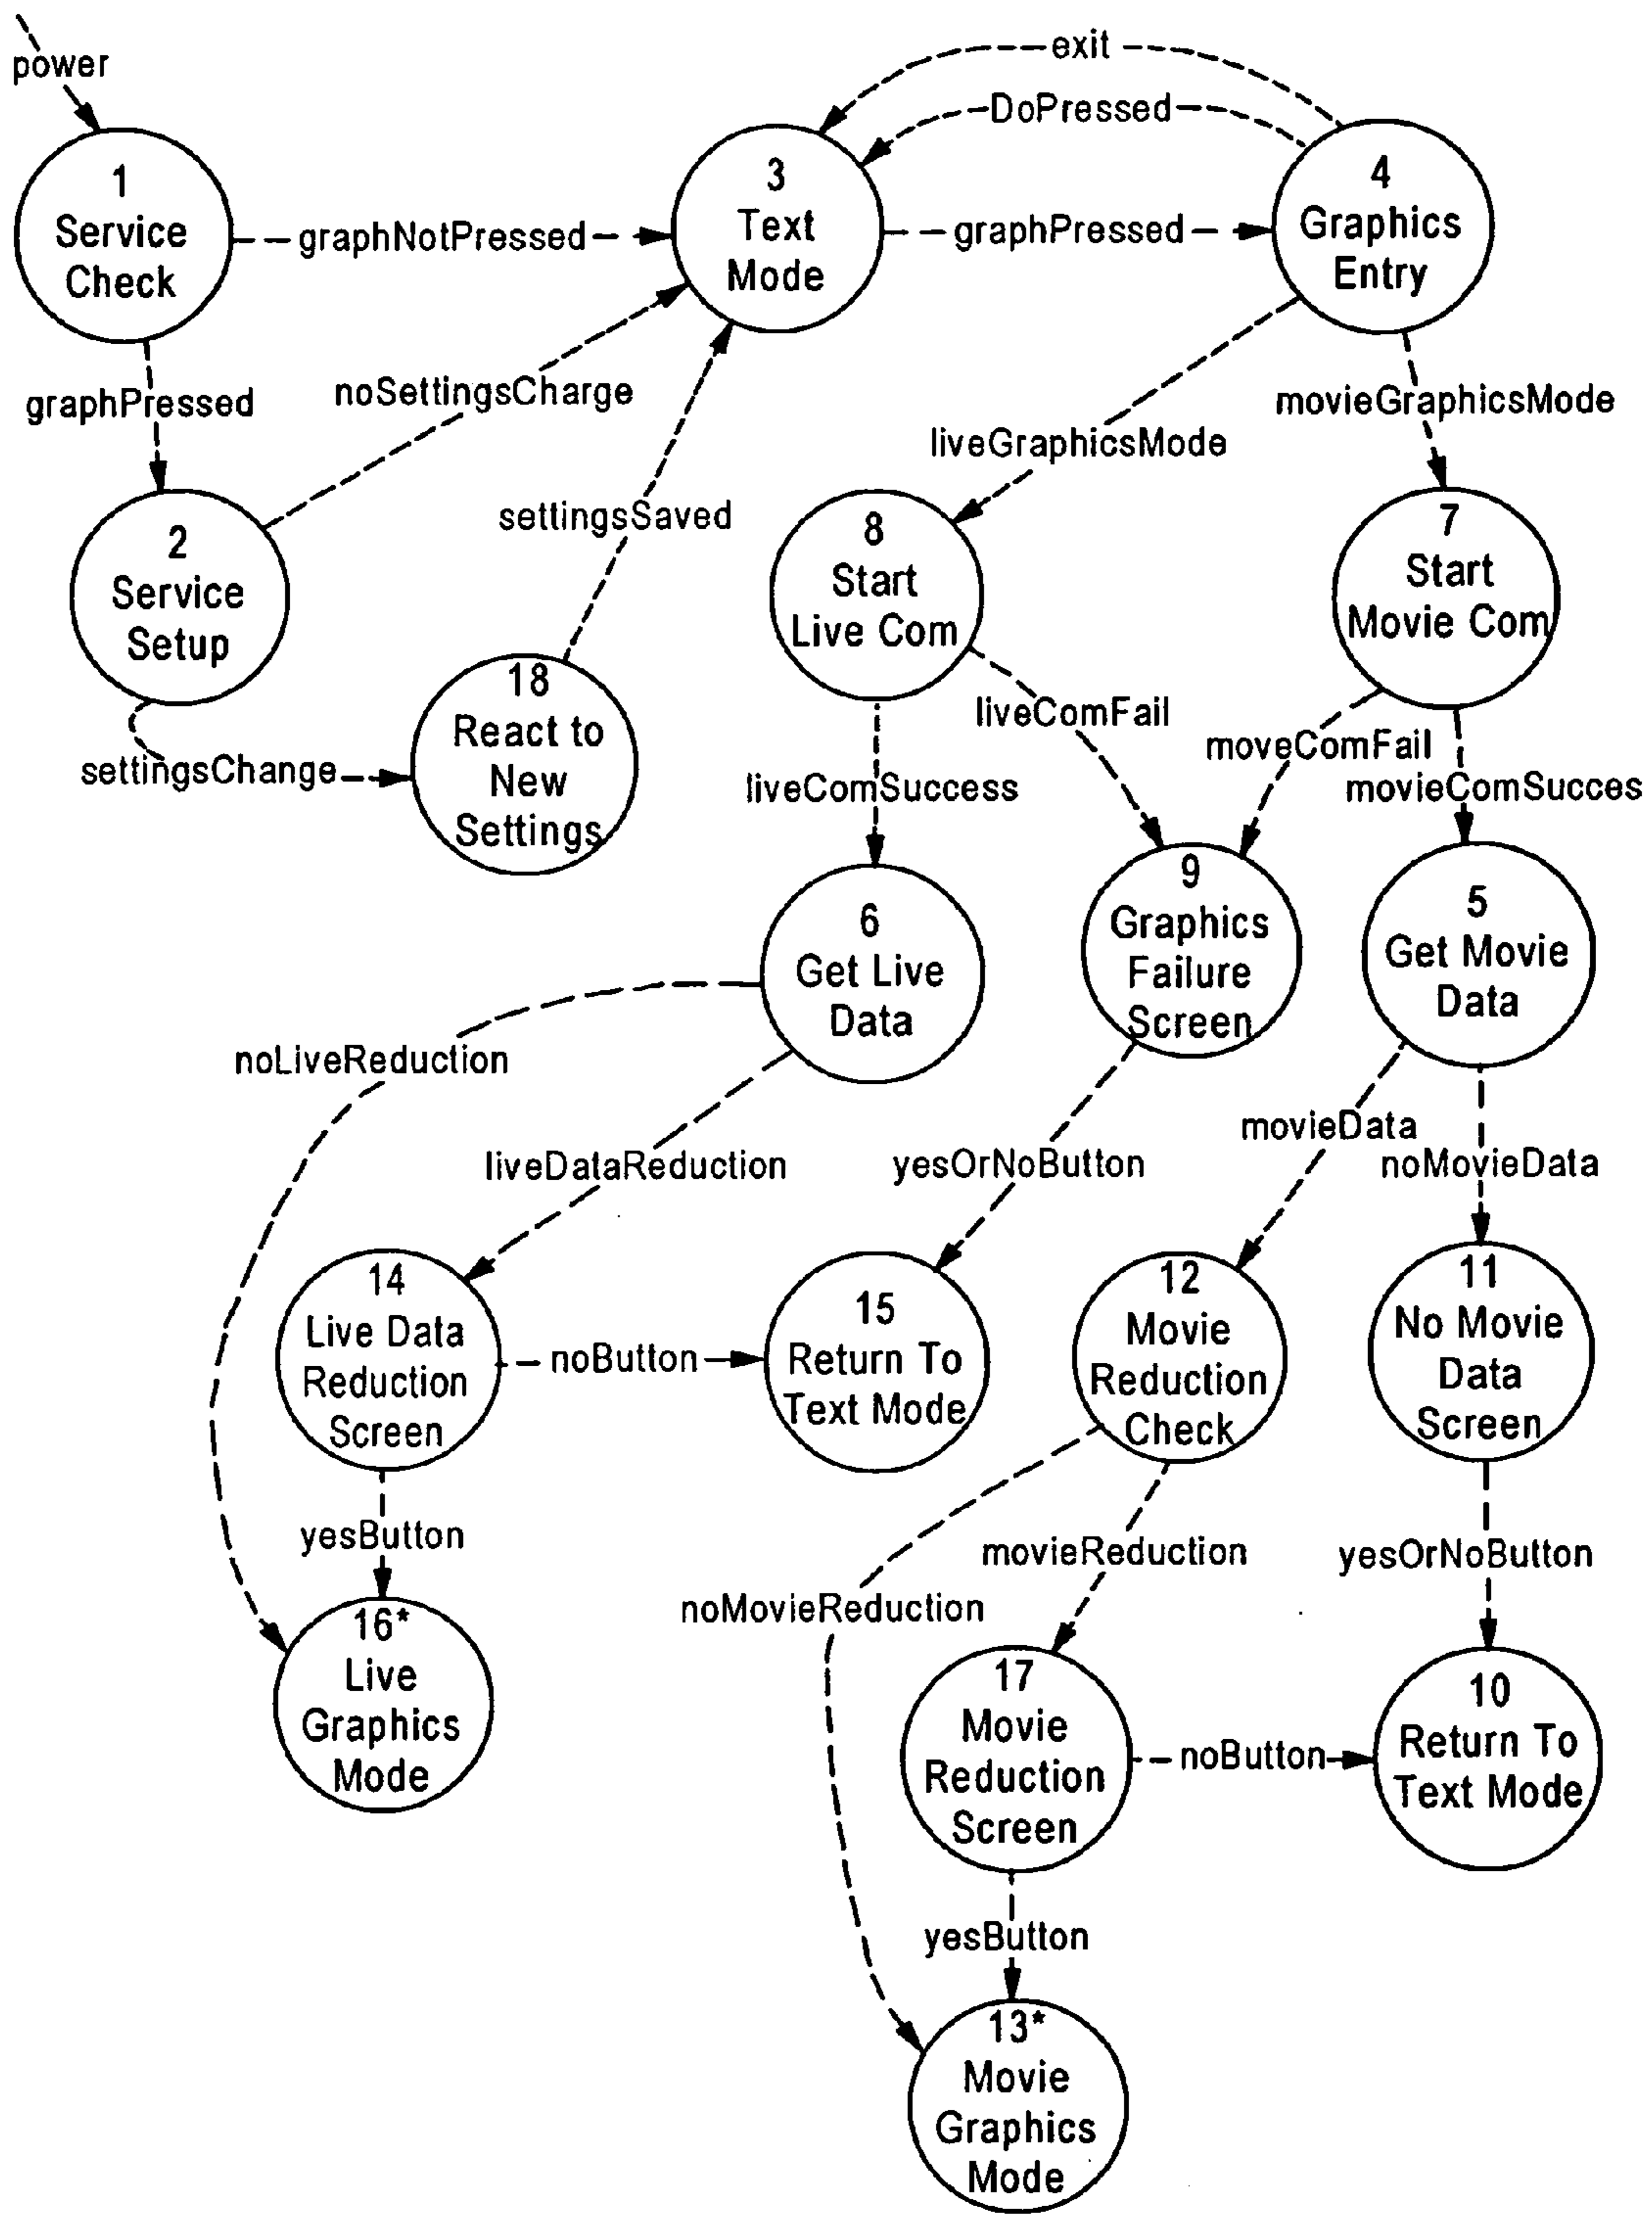 power
exit
DoPressed
1
Service
Check
graphNotPressed
3
Text
Mode
graphPressed
4
Graphics
Entry
graphPressed
noSettingsCharge
liveGraphicsMode
movieGraphicsMode
2
Service
Setup
settingsSaved
8
Start
Live Com
7
Start
Movie Com
settingsChange
18
React to
New
Settings
liveComFail
moveComFail
liveComSuccess
movieComSucces
6
Get Live
Data
9
Graphics
Failure
Screen
5
Get Movie
Data
noLiveReduction
liveDataReduction
yesOrNoButton
movieData
noMovieData
14
Live Data
Reduction
Screen
noButton
15
Return To
Text Mode
12
Movie
Reduction
Check
11
No Movie
Data
Screen
yesButton
movieReduction
yesOrNoButton
noMovieReduction
16*
Live
Graphics
Mode
17
Movie
Reduction
Screen
noButton
10
Return To
Text Mode
yesButton
13*
Movie
Graphics
Mode